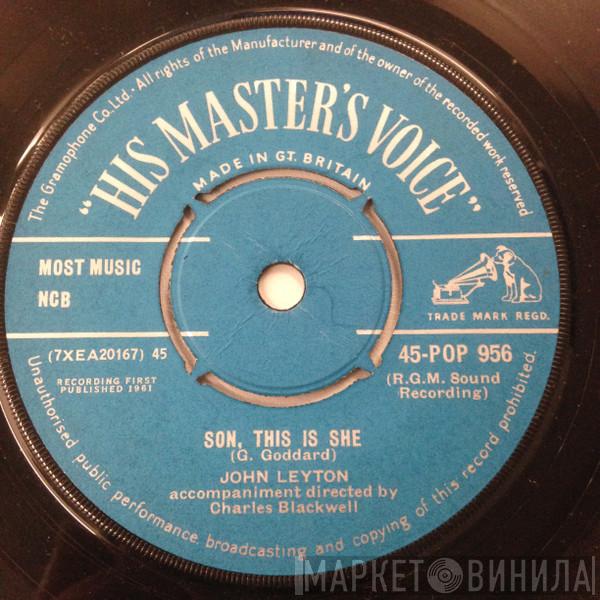 The Gramophone Co. Ltd. · All rights of the Manufacturer and of the owner of the recorded work reserved
"HIS MASTER'S VOICE"
MADE IN GT. BRITAIN
MOST MUSIC
NCB
TRADE MARK REGD.
(7XEA20167) 45
RECORDING FIRST
PUBLISHED 1961
45-POP 956
(R.G.M. Sound
Recording)
SON, THIS IS SHE
(G. Goddard)
JOHN LEYTON
accompaniment directed by
Charles Blackwell
Unauthorised public performance, broadcasting and copying of this record prohibited.
МАРКЕТ ВИНИЛА